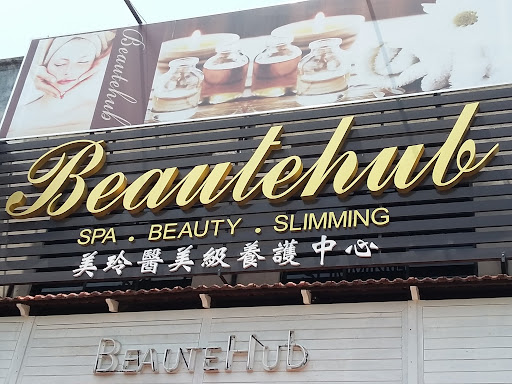 Beautehub
Beautehub
SPA · BEAUTY · SLIMMING
美玲醫美級養護中心
BEAUTEHUB